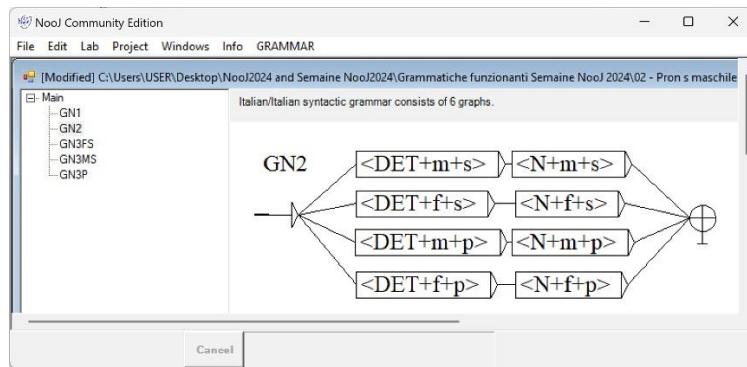 NooJ Community Edition
File Edit Lab Project Windows Info GRAMMAR
[Modified] C:\Users\USER\Desktop\NooJ2024 and Semaine NooJ2024\Grammatiche funzionanti Semaine NooJ 2024\02 - Pron s maschile
Main
GN1
GN2
GN3FS
GN3MS
GN3P
Italian/Italian syntactic grammar consists of 6 graphs.
GN2
<DET+m+s> <N+m+s>
<DET+f+s> <N+f+s>
<DET+m+p> <N+m+p>
<DET+f+p> <N+f+p>
Cancel